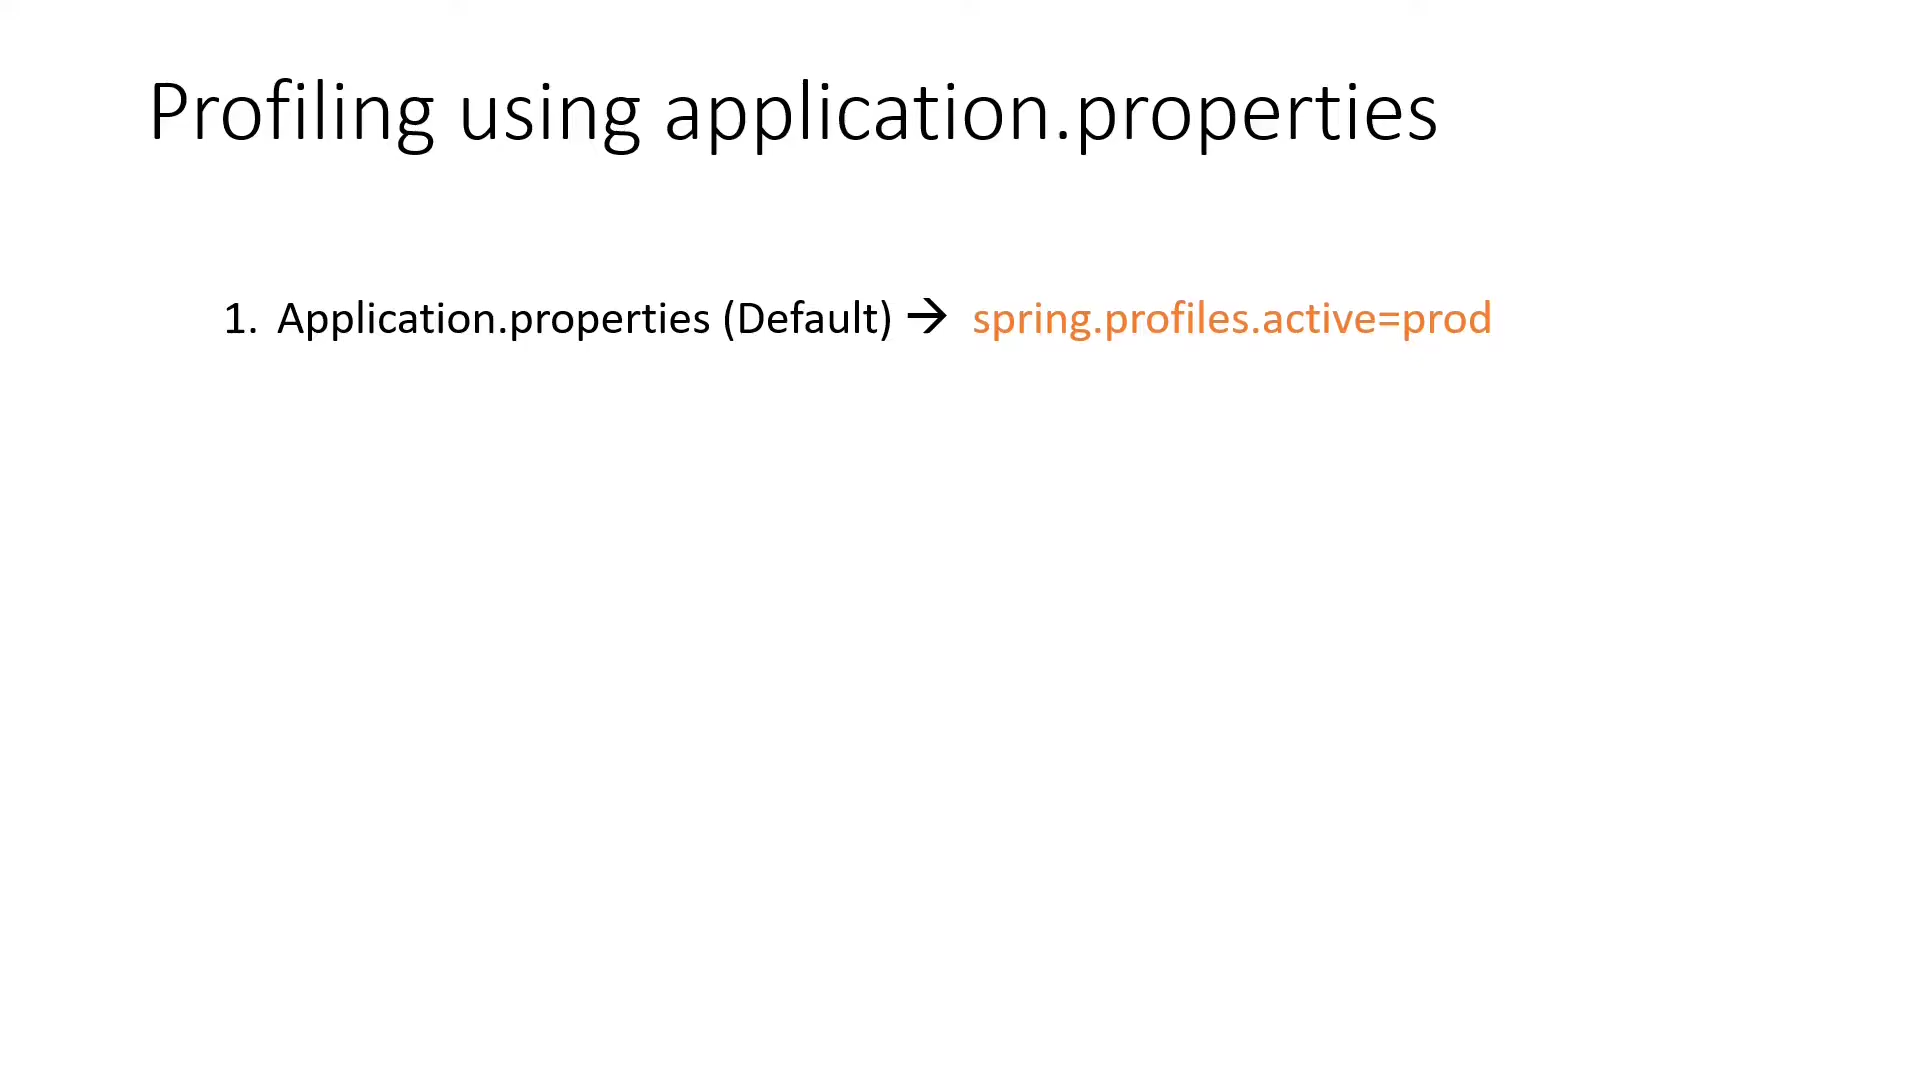 Profiling using application.properties
1. Application.properties (Default) → spring.profiles.active=prod